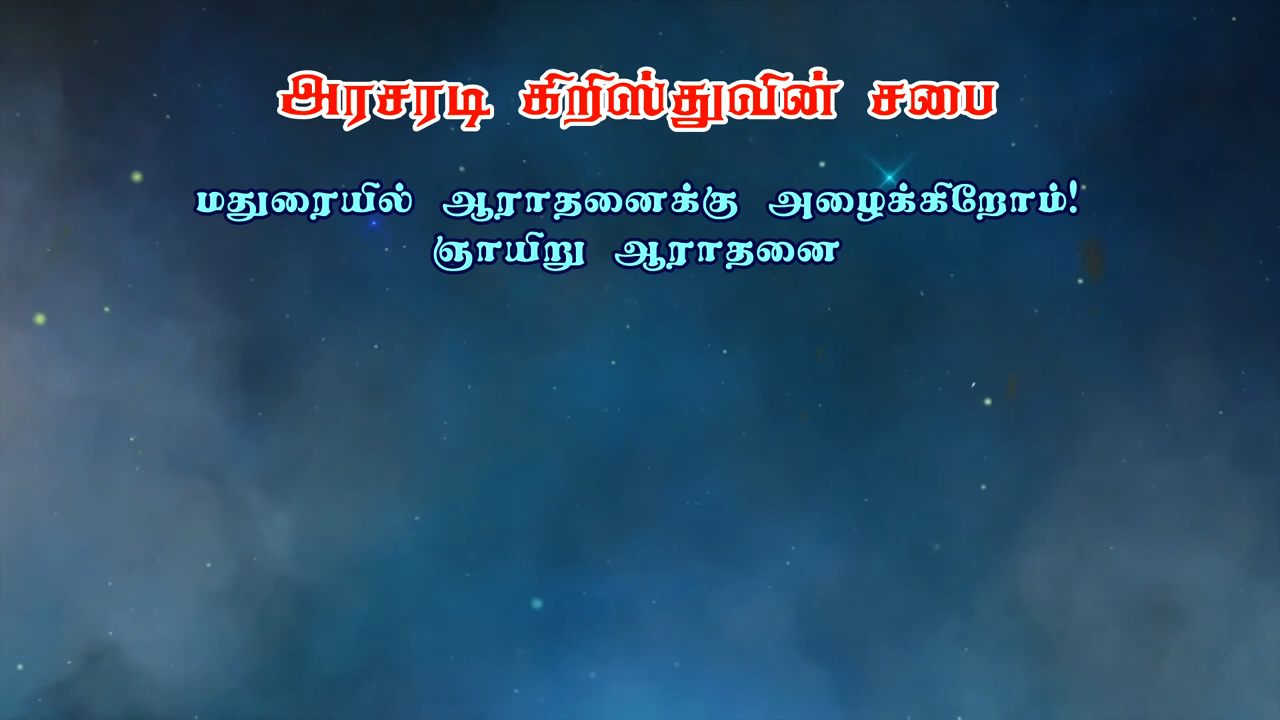 அரசரடி கிறிஸ்துவின் சபை
மதுரையில் ஆராதனைக்கு அழைக்கிறோம்!
ஞாயிறு ஆராதனை